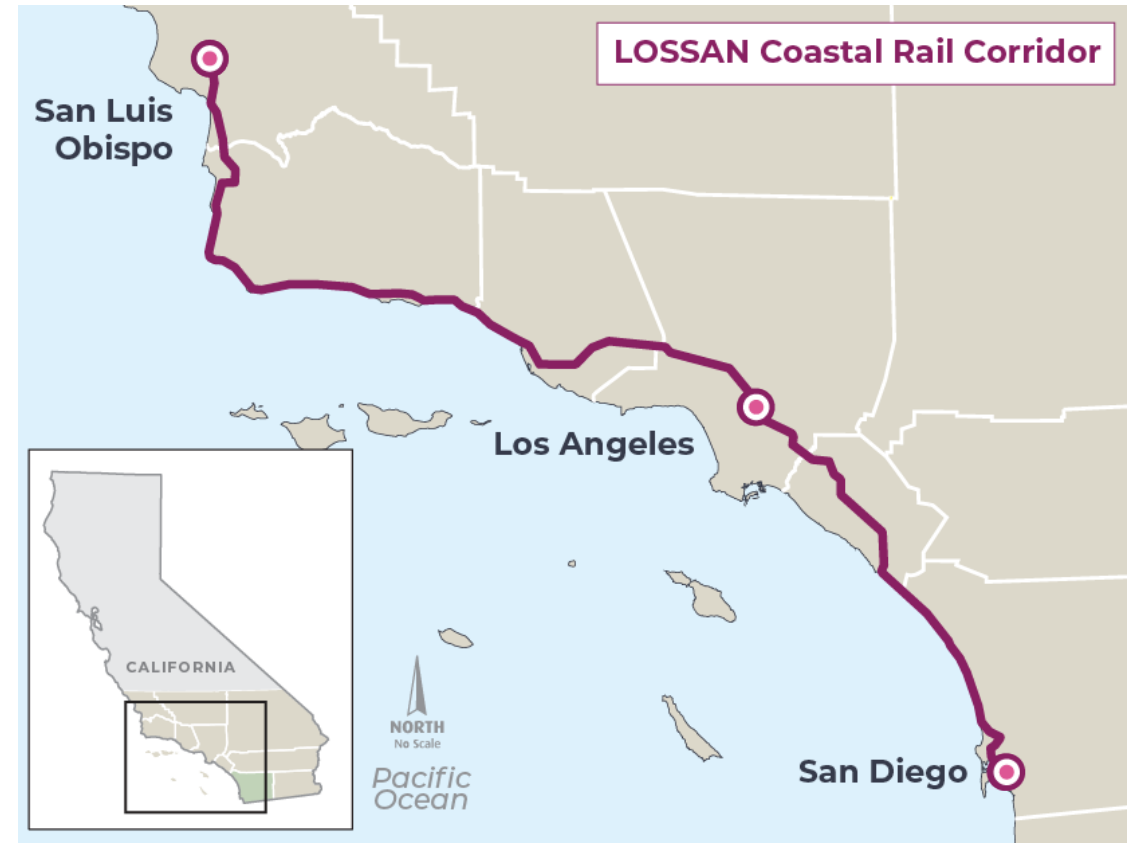 LOSSAN Coastal Rail Corridor
San Luis
Obispo
Los Angeles
CALIFORNIA
NORTH
No Scale
Pacific
Ocean
San Diego